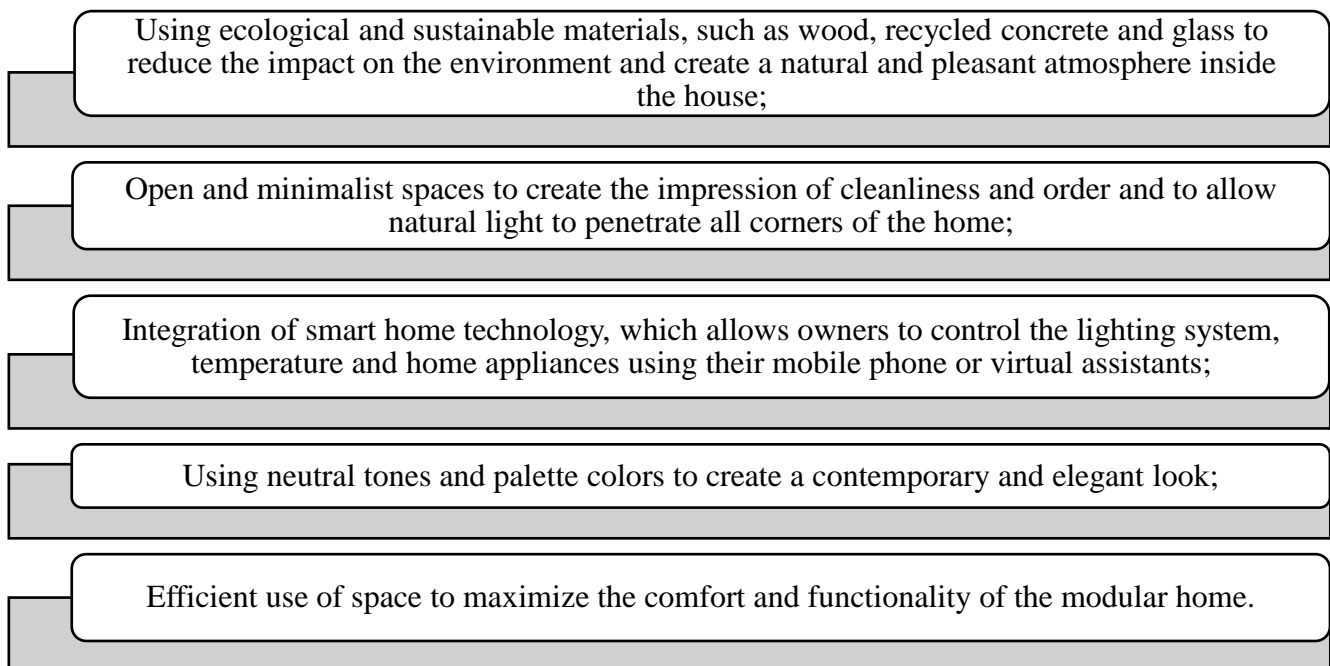 Using ecological and sustainable materials, such as wood, recycled concrete and glass to
reduce the impact on the environment and create a natural and pleasant atmosphere inside
the house;
Open and minimalist spaces to create the impression of cleanliness and order and to allow
natural light to penetrate all corners of the home;
Integration of smart home technology, which allows owners to control the lighting system,
temperature and home appliances using their mobile phone or virtual assistants;
Using neutral tones and palette colors to create a contemporary and elegant look;
Efficient use of space to maximize the comfort and functionality of the modular home.